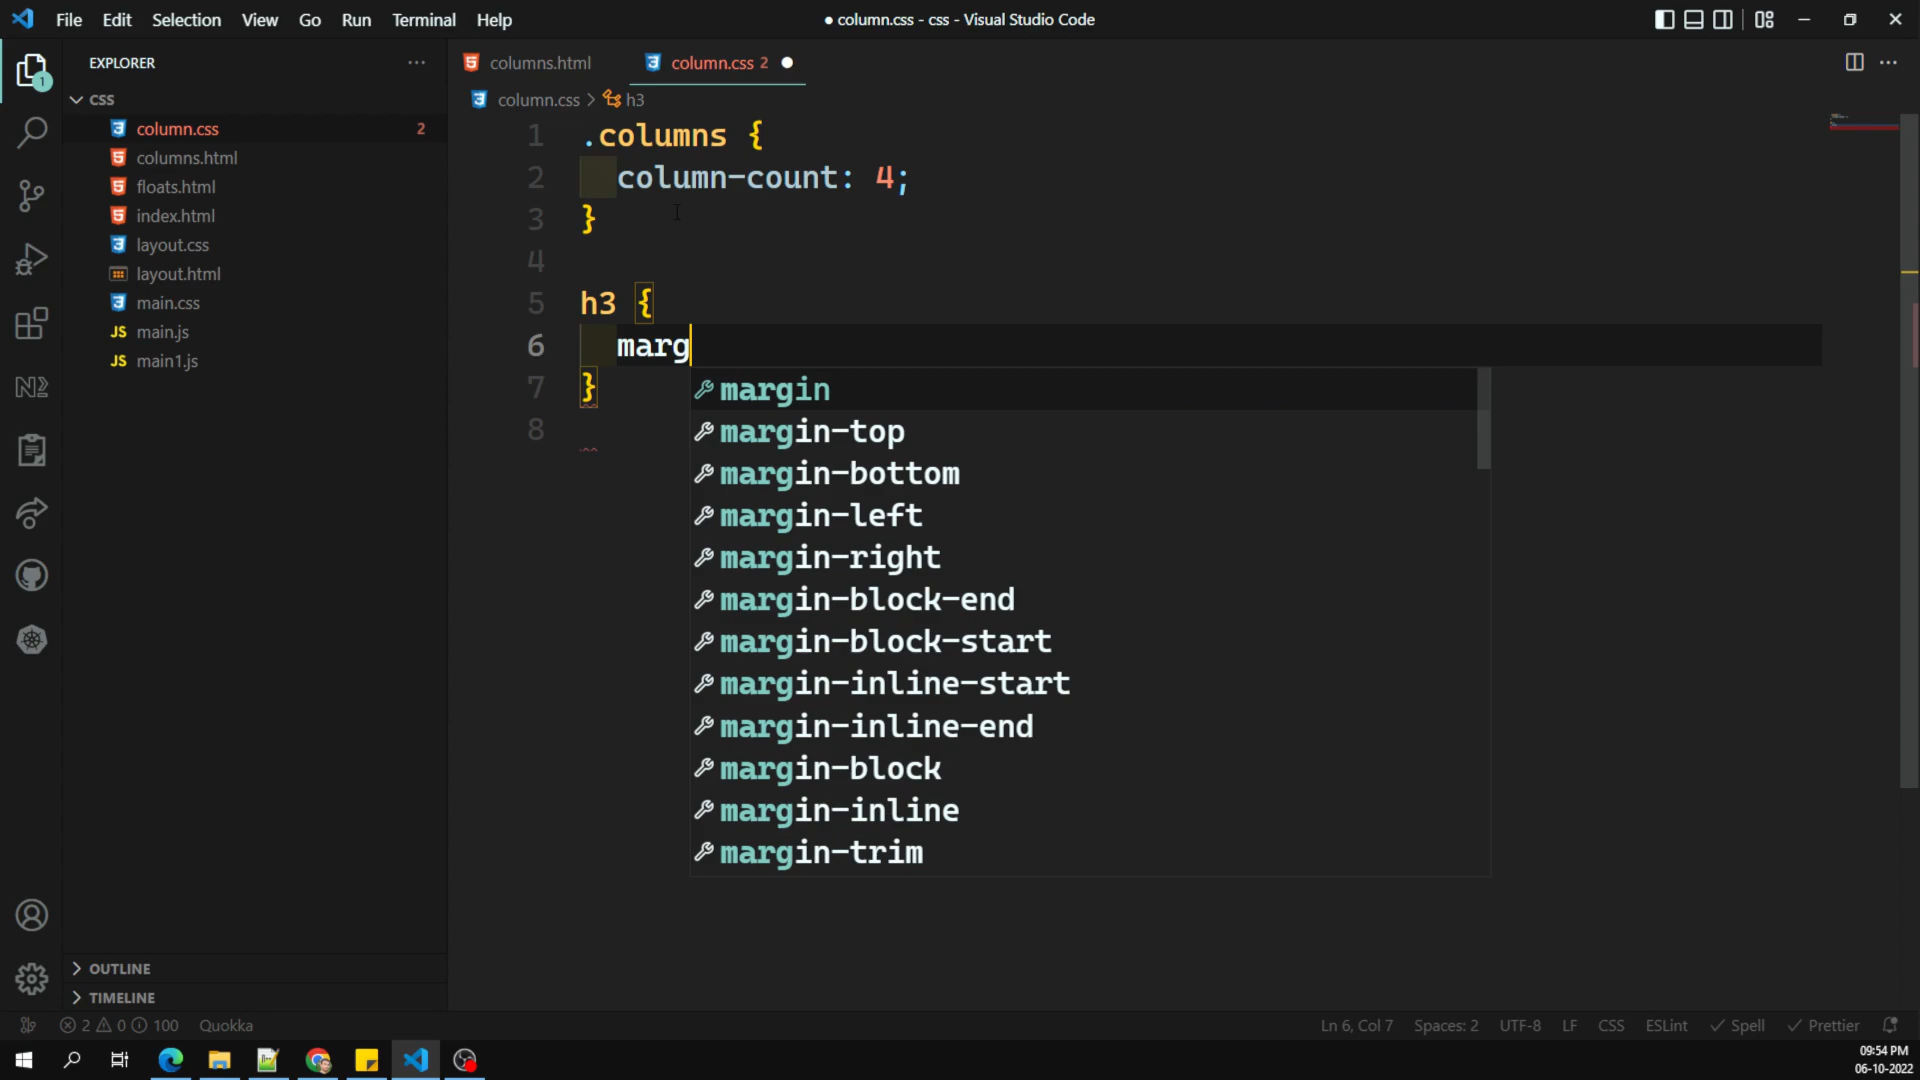 File Edit Selection View Go Run Terminal Help
● column.css - css - Visual Studio Code
EXPLORER
CSS
column.css 2
columns.html
floats.html
index.html
layout.css
layout.html
main.css
JS main.js
JS main1.js
OUTLINE
TIMELINE
columns.html
column.css 2
column.css > h3
1 .columns {
2 column-count: 4;
3 }
4
5 h3 {
6 marg
7 }
8
margin
margin-top
margin-bottom
margin-left
margin-right
margin-block-end
margin-block-start
margin-inline-start
margin-inline-end
margin-block
margin-inline
margin-trim
2 0 100 Quokka
Ln 6, Col 7 Spaces: 2 UTF-8 LF CSS ESLint Spell Prettier
09:54 PM
06-10-2022